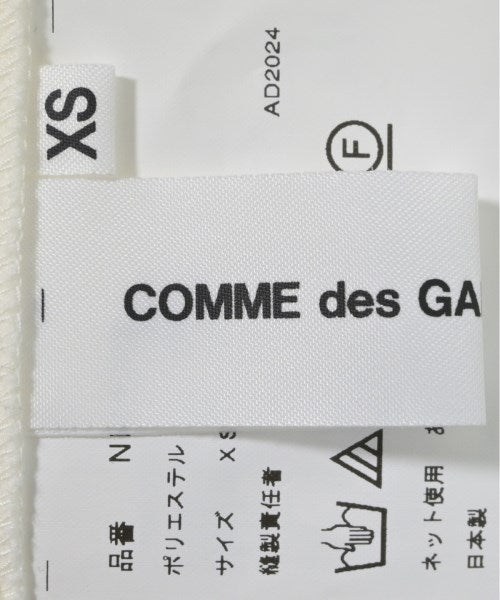 XS
COMME des GA
AD2024
F
品番 N
ポリエステル
サイズ XS
縫製責任者
ネット使用
日本製